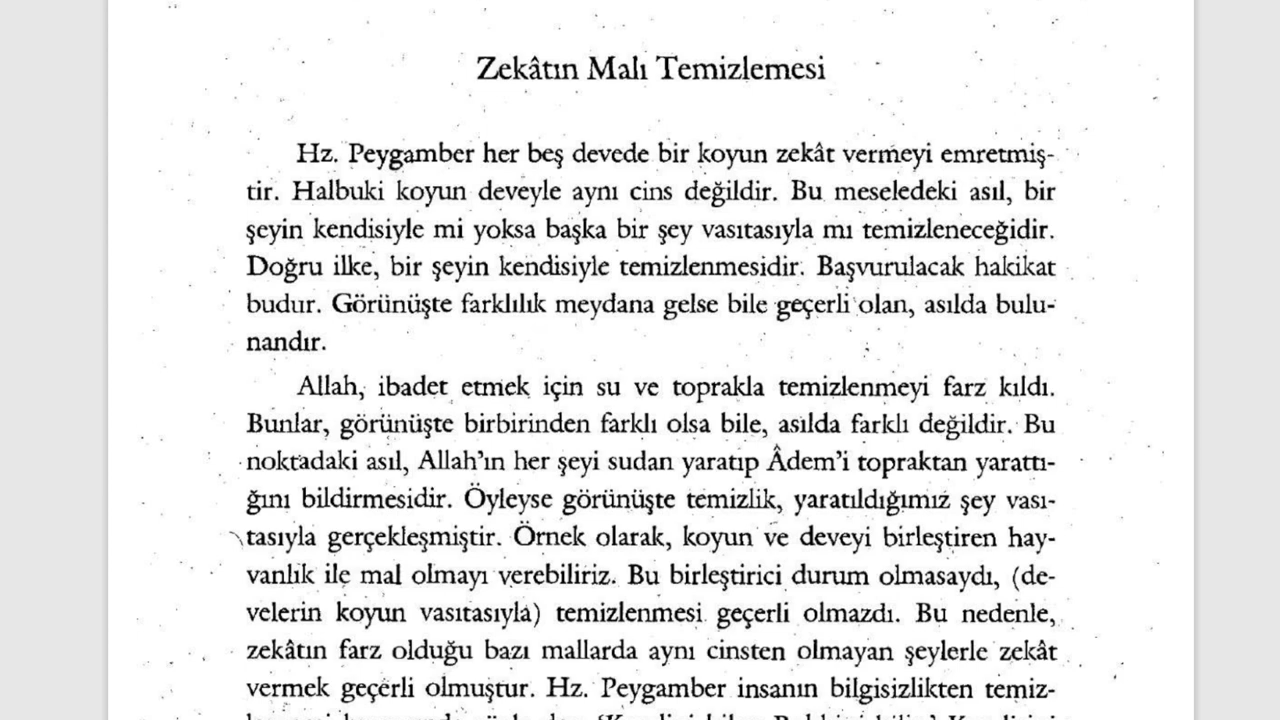 Zekâtın Malı Temizlemesi
Hz. Peygamber her beş devede bir koyun zekât vermeyi emretmiş-
tir. Halbuki koyun deveyle aynı cins değildir. Bu meseledeki asıl, bir
şeyin kendisiyle mi yoksa başka bir şey vasıtasıyla mı temizleneceğidir.
Doğru ilke, bir şeyin kendisiyle temizlenmesidir. Başvurulacak hakikat
budur. Görünüşte farklılık meydana gelse bile geçerli olan, asılda bulu-
nandır.
Allah, ibadet etmek için su ve toprakla temizlenmeyi farz kıldı.
Bunlar, görünüşte birbirinden farklı olsa bile, asılda farklı değildir. Bu
noktadaki asıl, Allah'ın her şeyi sudan yaratıp Âdem'i topraktan yarattı-
ğını bildirmesidir. Öyleyse görünüşte temizlik, yaratıldığımız şey vası-
tasıyla gerçekleşmiştir. Örnek olarak, koyun ve deveyi birleştiren hay-
vanlık ile mal olmayı verebiliriz. Bu birleştirici durum olmasaydı, (de-
velerin koyun vasıtasıyla) temizlenmesi geçerli olmazdı. Bu nedenle,
zekâtın farz olduğu bazı mallarda aynı cinsten olmayan şeylerle zekât
vermek geçerli olmuştur. Hz. Peygamber insanın bilgisizlikten temiz-